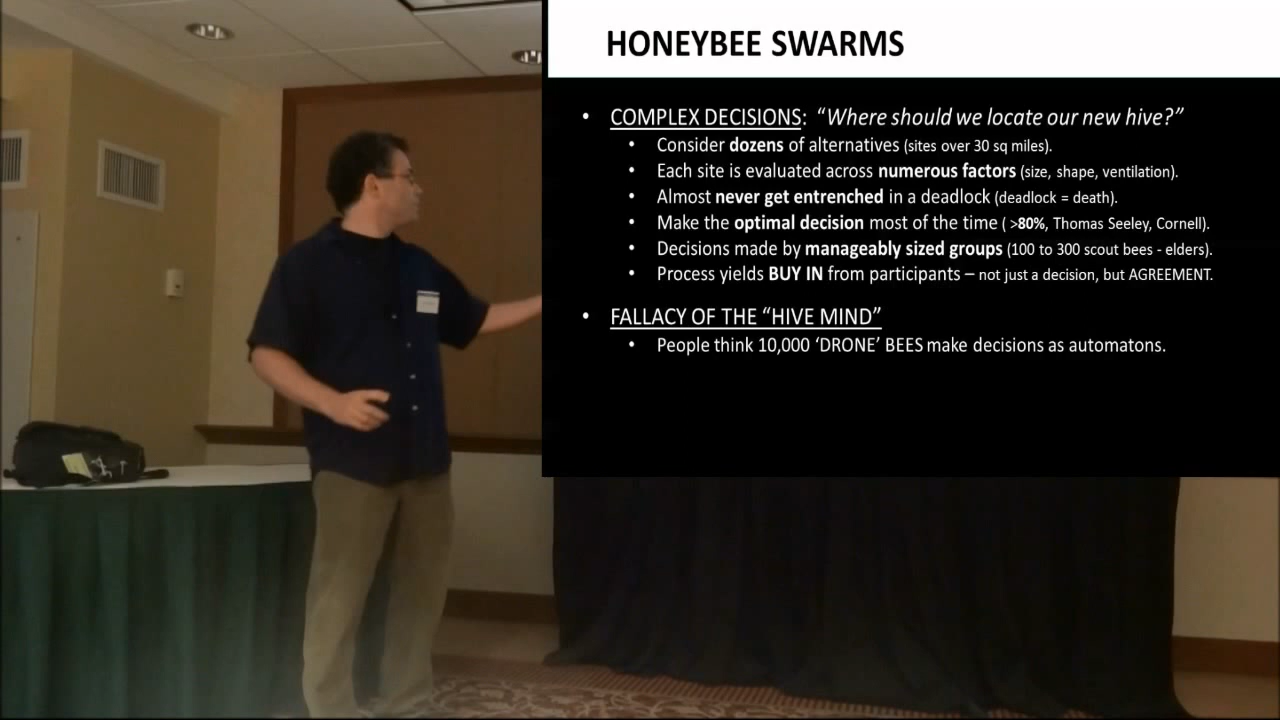 HONEYBEE SWARMS
• COMPLEX DECISIONS: “Where should we locate our new hive?”
• Consider dozens of alternatives (sites over 30 sq miles).
• Each site is evaluated across numerous factors (size, shape, ventilation).
• Almost never get entrenched in a deadlock (deadlock = death).
• Make the optimal decision most of the time ( >80%, Thomas Seeley, Cornell).
• Decisions made by manageably sized groups (100 to 300 scout bees - elders).
• Process yields BUY IN from participants – not just a decision, but AGREEMENT.
• FALLACY OF THE “HIVE MIND”
• People think 10,000 ‘DRONE’ BEES make decisions as automatons.